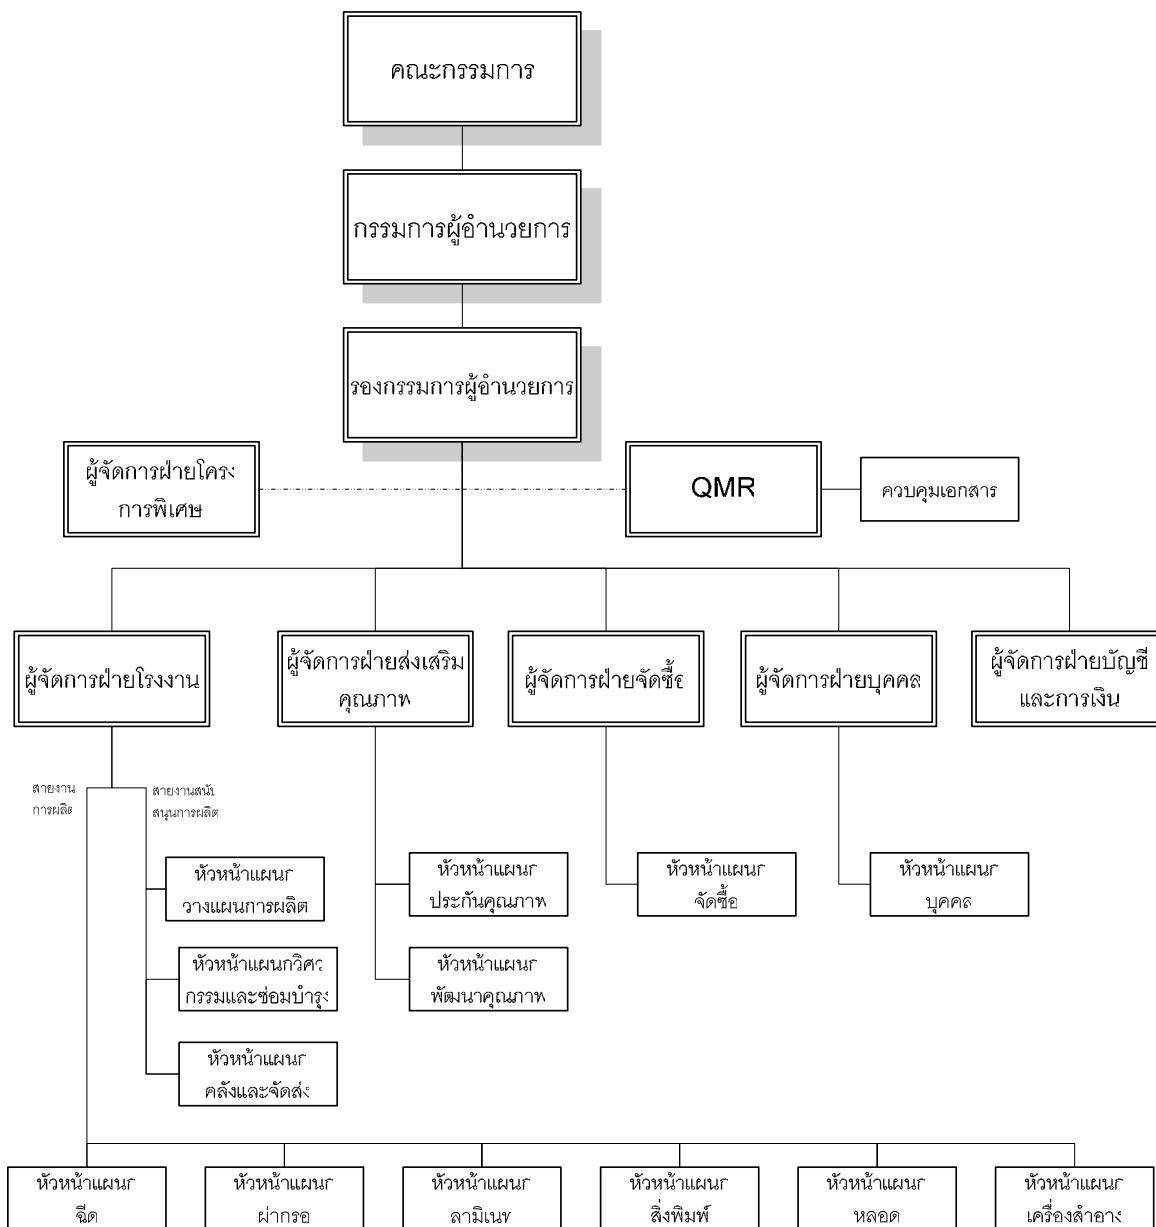 คณะกรรมการ
กรรมการผู้อำนวยการ
รองกรรมการผู้อำนวยการ
ผู้จัดการฝ่ายโครง
การพิเศษ
QMR
ควบคุมเอกสาร
ผู้จัดการฝ่ายโรงงาน
ผู้จัดการฝ่ายส่งเสริม
คุณภาพ
ผู้จัดการฝ่ายจัดซื้อ
ผู้จัดการฝ่ายบุคคล
ผู้จัดการฝ่ายบัญชี
และการเงิน
สายงาน
การผลิต
สายงานสนับ
สนุนการผลิต
หัวหน้าแผนก
วางแผนการผลิต
หัวหน้าแผนก
ประกันคุณภาพ
หัวหน้าแผนก
จัดซื้อ
หัวหน้าแผนก
บุคคล
หัวหน้าแผนกวิศว
กรรมและซ่อมบำรุง
หัวหน้าแผนก
พัฒนาคุณภาพ
หัวหน้าแผนก
คลังและจัดส่ง
หัวหน้าแผนก
ฉีด
หัวหน้าแผนก
ผ่ากรอ
หัวหน้าแผนก
ลามิเนท
หัวหน้าแผนก
สิ่งพิมพ์
หัวหน้าแผนก
หลอด
หัวหน้าแผนก
เครื่องสำอาง